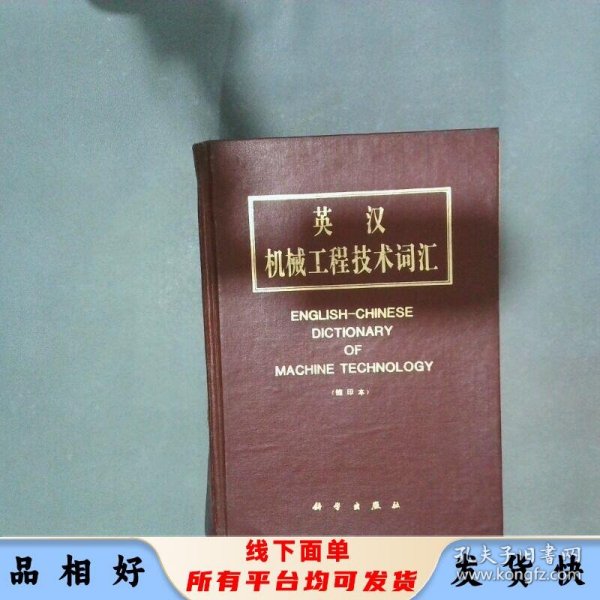 英 汉
机械工程技术词汇
ENGLISH-CHINESE
DICTIONARY
OF
MACHINE TECHNOLOGY
(缩印本)
科学出版社
品相好
线下面单
所有平台均可发货
发货快
孔夫子旧书网
www.kongfz.com